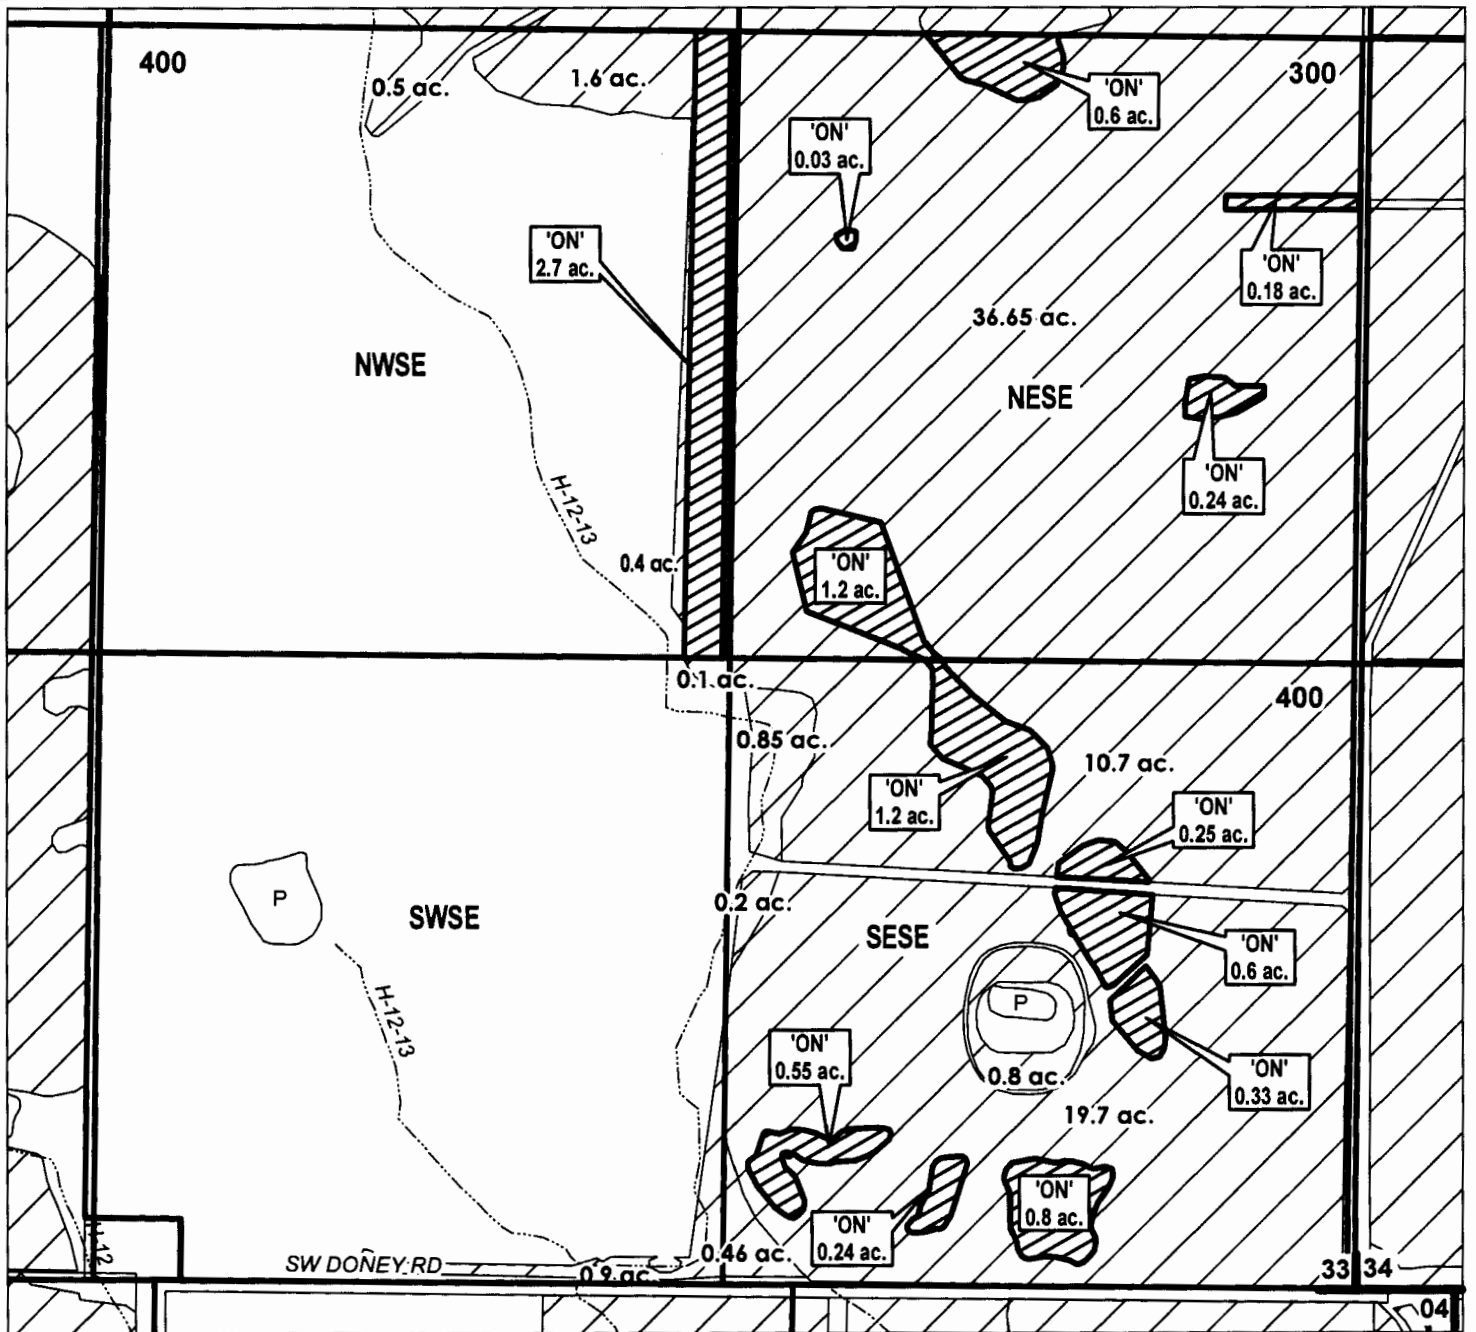 400
0.5 ac.
1.6 ac.
300
'ON'
0.6 ac.
'ON'
0.03 ac.
'ON'
2.7 ac.
'ON'
0.18 ac.
36.65 ac.
NWSE
NESE
'ON'
0.24 ac.
H-12-13
0.4 ac.
'ON'
1.2 ac.
0.1 ac.
400
0.85 ac.
10.7 ac.
'ON'
1.2 ac.
'ON'
0.25 ac.
P
0.2 ac.
SWSE
SESE
'ON'
0.6 ac.
P
H-12-13
'ON'
0.55 ac.
0.8 ac.
'ON'
0.33 ac.
19.7 ac.
'ON'
0.8 ac.
'ON'
0.24 ac.
H-12
SW DONEY RD
0.46 ac.
0.9 ac.
33 34
04